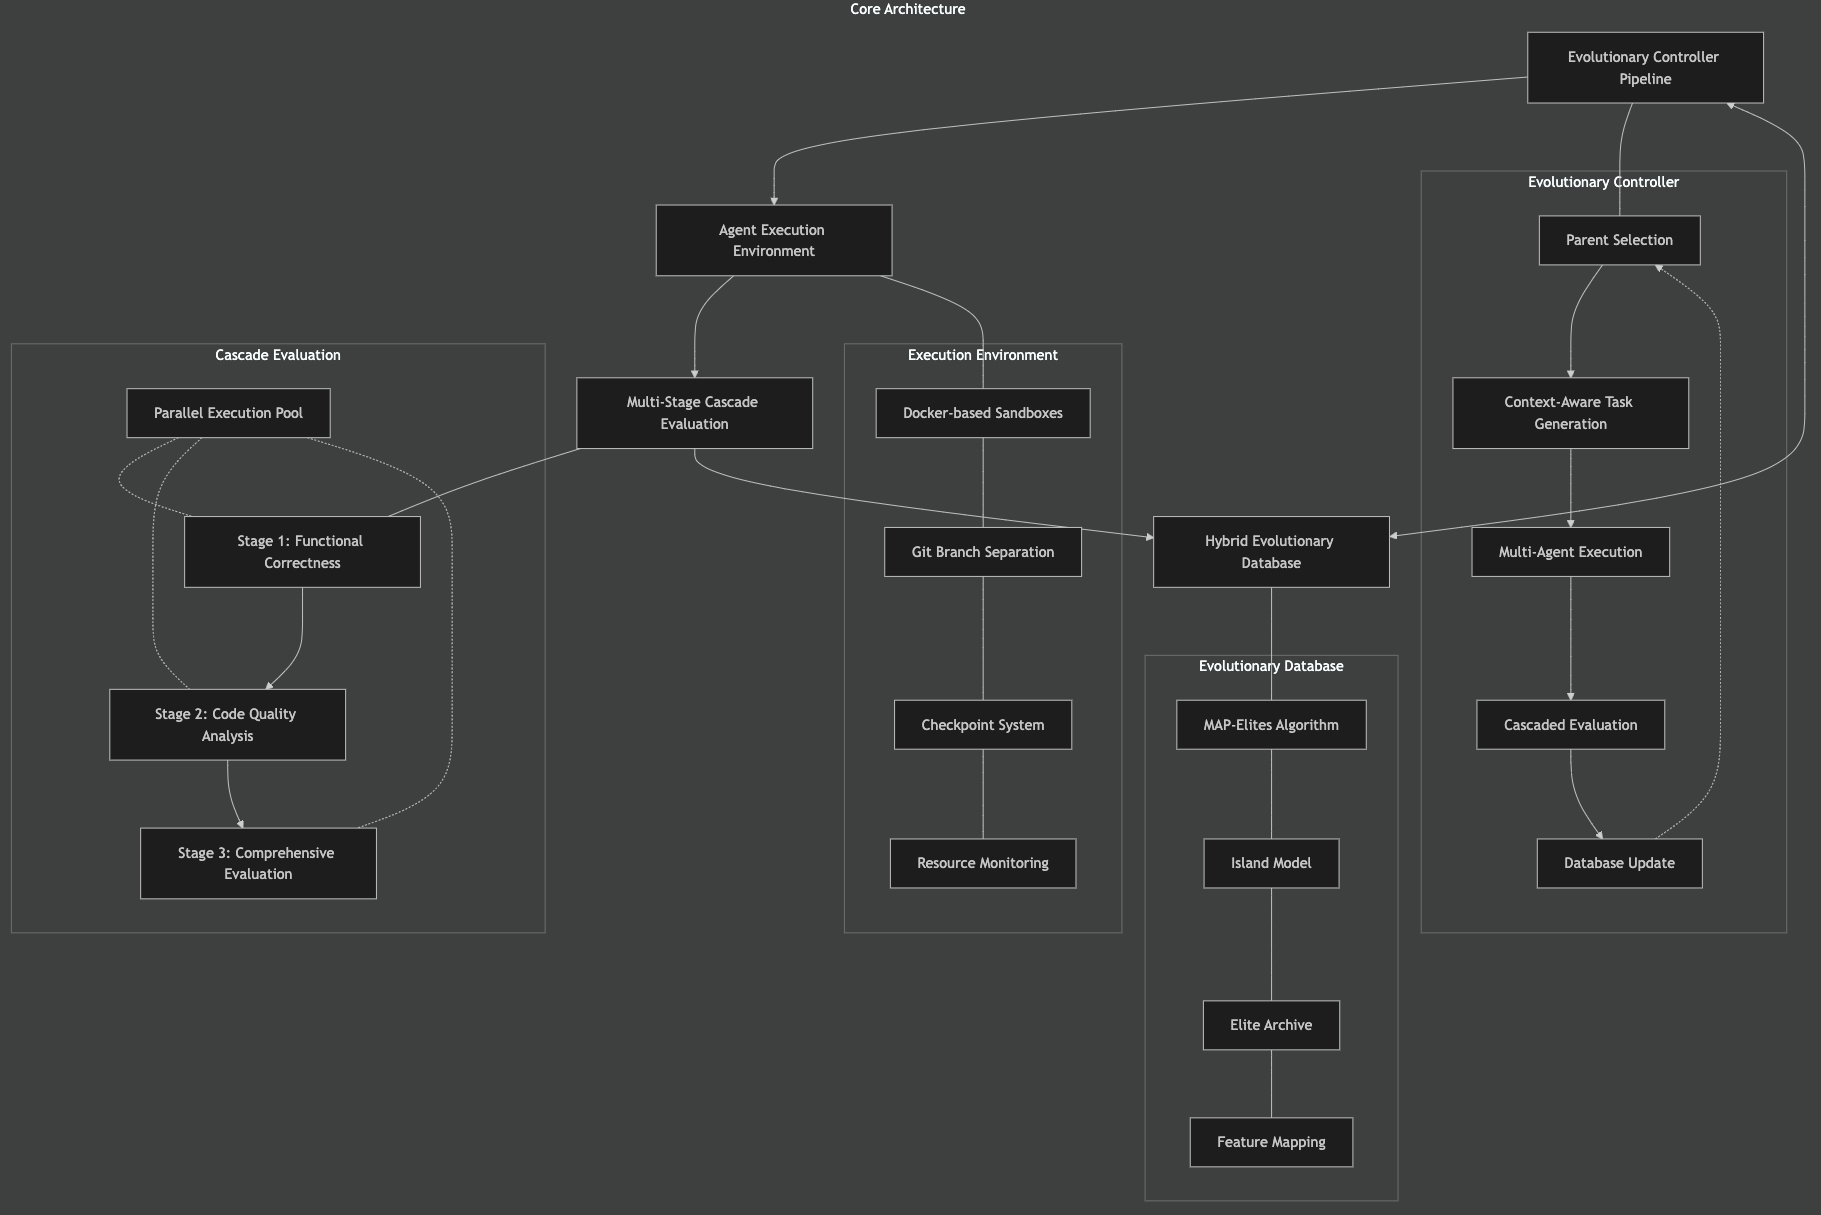 Core Architecture
Evolutionary Controller
Pipeline
Agent Execution
Environment
Evolutionary Controller
Parent Selection
Cascade Evaluation
Parallel Execution Pool
Multi-Stage Cascade
Evaluation
Execution Environment
Docker-based Sandboxes
Context-Aware Task
Generation
Stage 1: Functional
Correctness
Git Branch Separation
Hybrid Evolutionary
Database
Multi-Agent Execution
Evolutionary Database
Stage 2: Code Quality
Analysis
Checkpoint System
MAP-Elites Algorithm
Cascaded Evaluation
Stage 3: Comprehensive
Evaluation
Resource Monitoring
Island Model
Database Update
Elite Archive
Feature Mapping